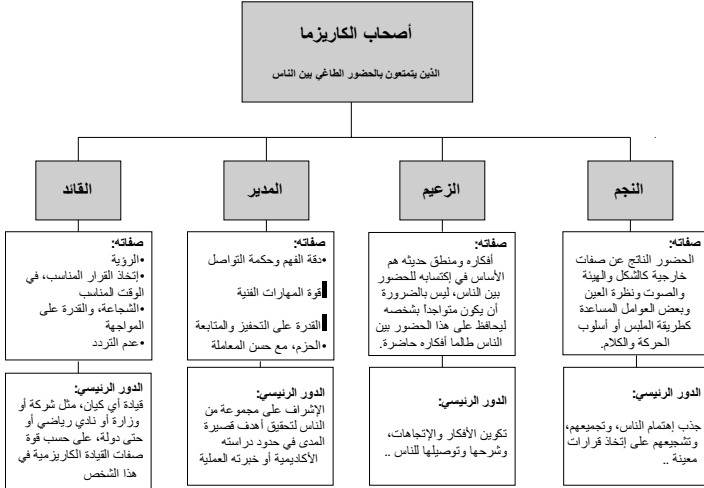 أصحاب الكاريزما
الذين يتمتعون بالحضور الطاغي بين الناس
النجم
الزعيم
المدير
القائد
صفاته:
الحضور الناتج عن صفات
خارجية كالشكل والهيئة
والصوت ونظرة العين
وبعض العوامل المساعدة
كطريقة الملبس أو أسلوب
الحركة والكلام.
صفاته:
أفكاره ومنطق حديثه هم
الأساس في إكتسابه للحضور
بين الناس، ليس بالضرورة
أن يكون متواجداً بشخصه
ليحافظ على هذا الحضور بين
الناس طالما أفكاره حاضرة.
صفاته:
•دقة الفهم وحكمة التواصل
قوة المهارات الفنية
القدرة على التحفيز والمتابعة
•الحزم، مع حسن المعاملة
صفاته:
•الرؤية
•إتخاذ القرار المناسب، في
الوقت المناسب
•الشجاعة، والقدرة على
المواجهة
•عدم التردد
الدور الرئيسي:
جذب إهتمام الناس، وتجميعهم،
وتشجيعهم على إتخاذ قرارات
معينة ..
الدور الرئيسي:
تكوين الأفكار والإتجاهات،
وشرحها وتوصيلها للناس ..
الدور الرئيسي:
الإشراف على مجموعة من
الناس لتحقيق أهدف قصيرة
المدى في حدود دراسته
الأكاديمية أو خبرته العملية
الدور الرئيسي:
قيادة أي كيان، مثل شركة أو
وزارة أو نادي رياضي أو
حتى دولة، على حسب قوة
صفات القيادة الكاريزمية في
هذا الشخص